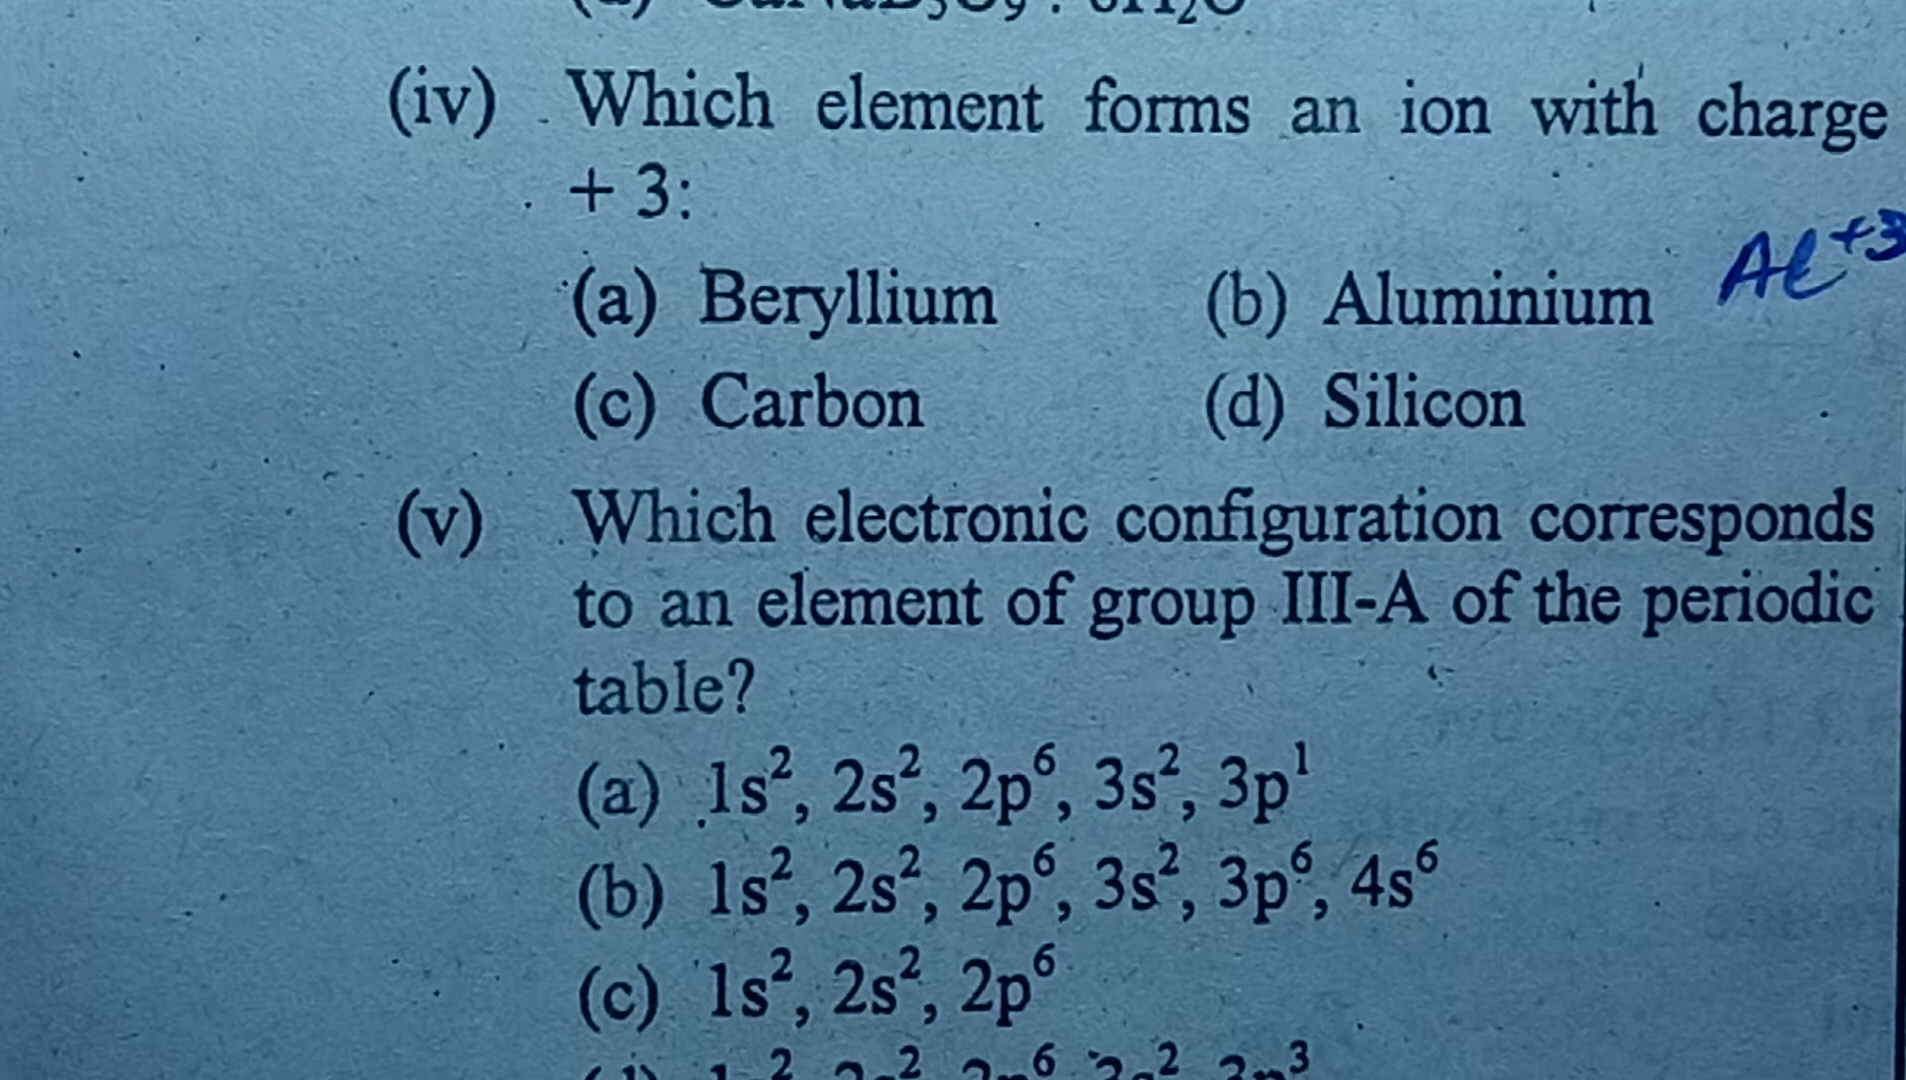 (iv) Which element forms an ion with charge
+ 3:
(a) Beryllium (b) Aluminium Al⁺³
(c) Carbon (d) Silicon
(v) Which electronic configuration corresponds
to an element of group III-A of the periodic
table?
(a) 1s², 2s², 2p⁶, 3s², 3p¹
(b) 1s², 2s², 2p⁶, 3s², 3p⁶, 4s⁶
(c) 1s², 2s², 2p⁶